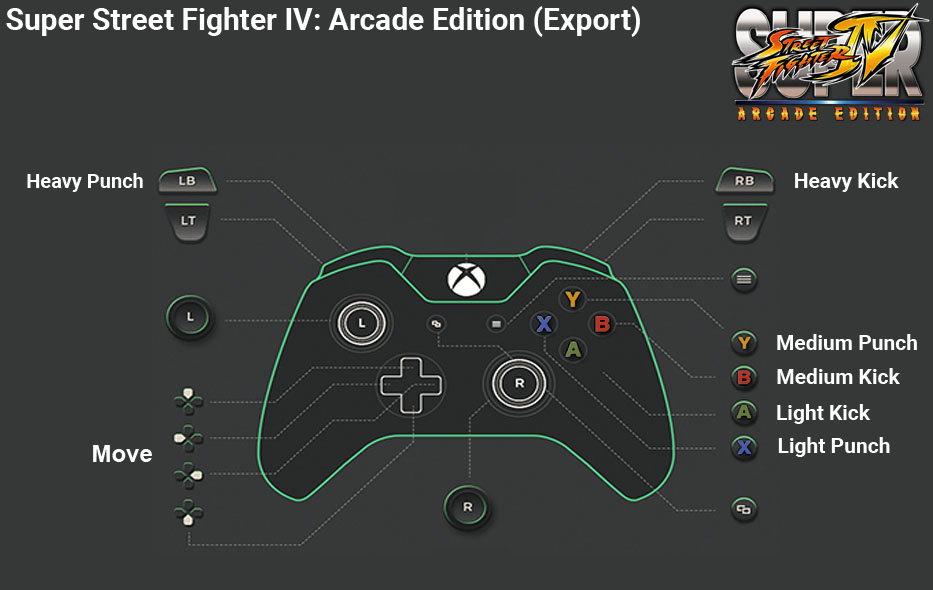 Super Street Fighter IV: Arcade Edition (Export)
SUPER
STREET
FIGHTER IV
ARCADE EDITION
Heavy Punch
LB
RB
Heavy Kick
LT
RT
Y
L
L
X
B
Y
Medium Punch
A
R
B
Medium Kick
A
Light Kick
Move
X
Light Punch
R